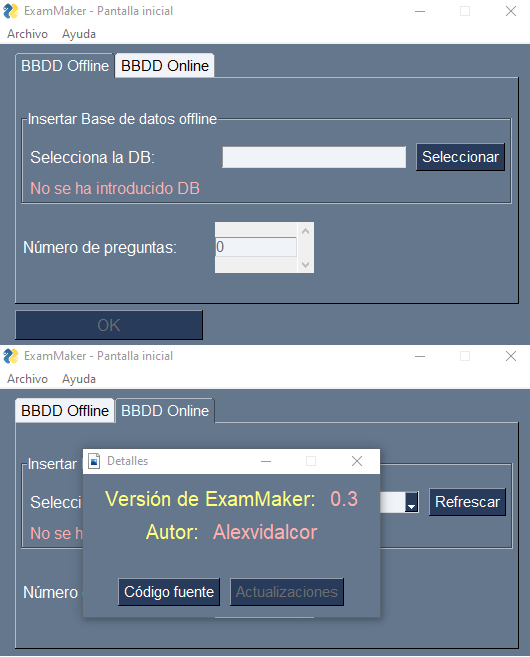 ExamMaker - Pantalla inicial
Archivo Ayuda
BBDD Offline BBDD Online
Insertar Base de datos offline
Selecciona la DB: Seleccionar
No se ha introducido DB
Número de preguntas: 0
OK
ExamMaker - Pantalla inicial
Archivo Ayuda
BBDD Offline BBDD Online
Detalles
Insertar
Versión de ExamMaker: 0.3
Selecci Refrescar
No se h
Autor: Alexvidalcor
Número
Código fuente Actualizaciones